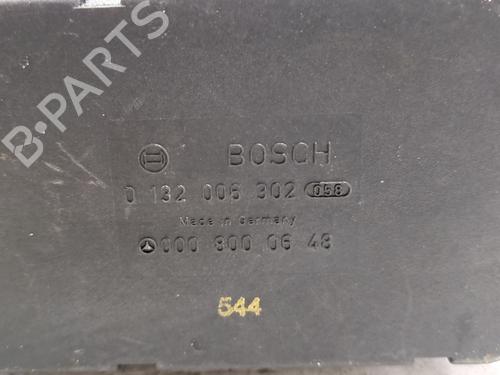 B-PARTS
BOSCH
0 132 006 302 058
Made in Germany
000 800 06 48
544